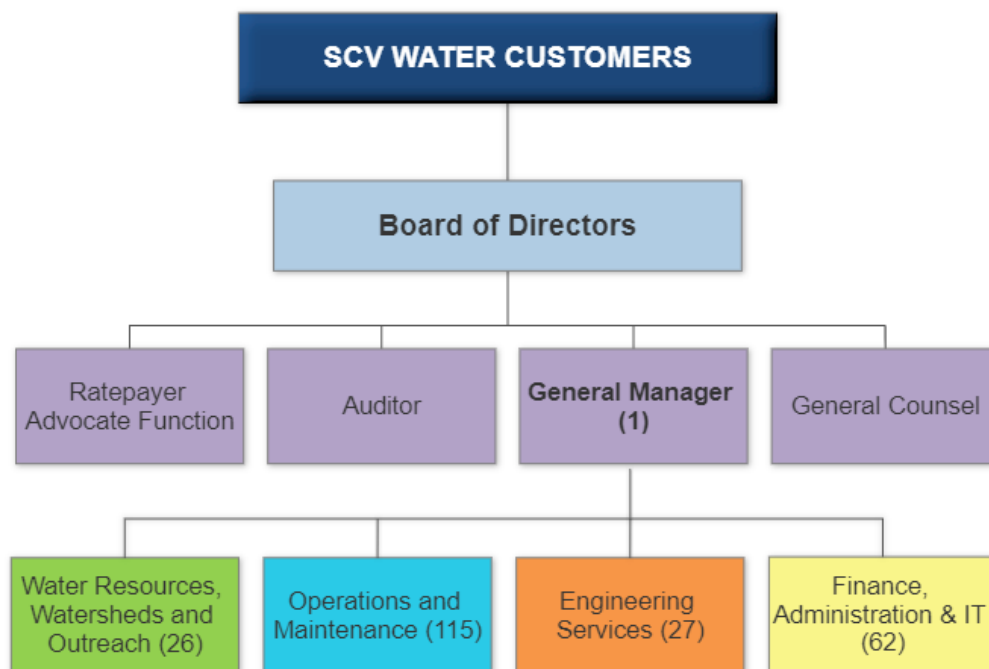 SCV WATER CUSTOMERS
Board of Directors
Ratepayer
Advocate Function
Auditor
General Manager
(1)
General Counsel
Water Resources,
Watersheds and
Outreach (26)
Operations and
Maintenance (115)
Engineering
Services (27)
Finance,
Administration & IT
(62)